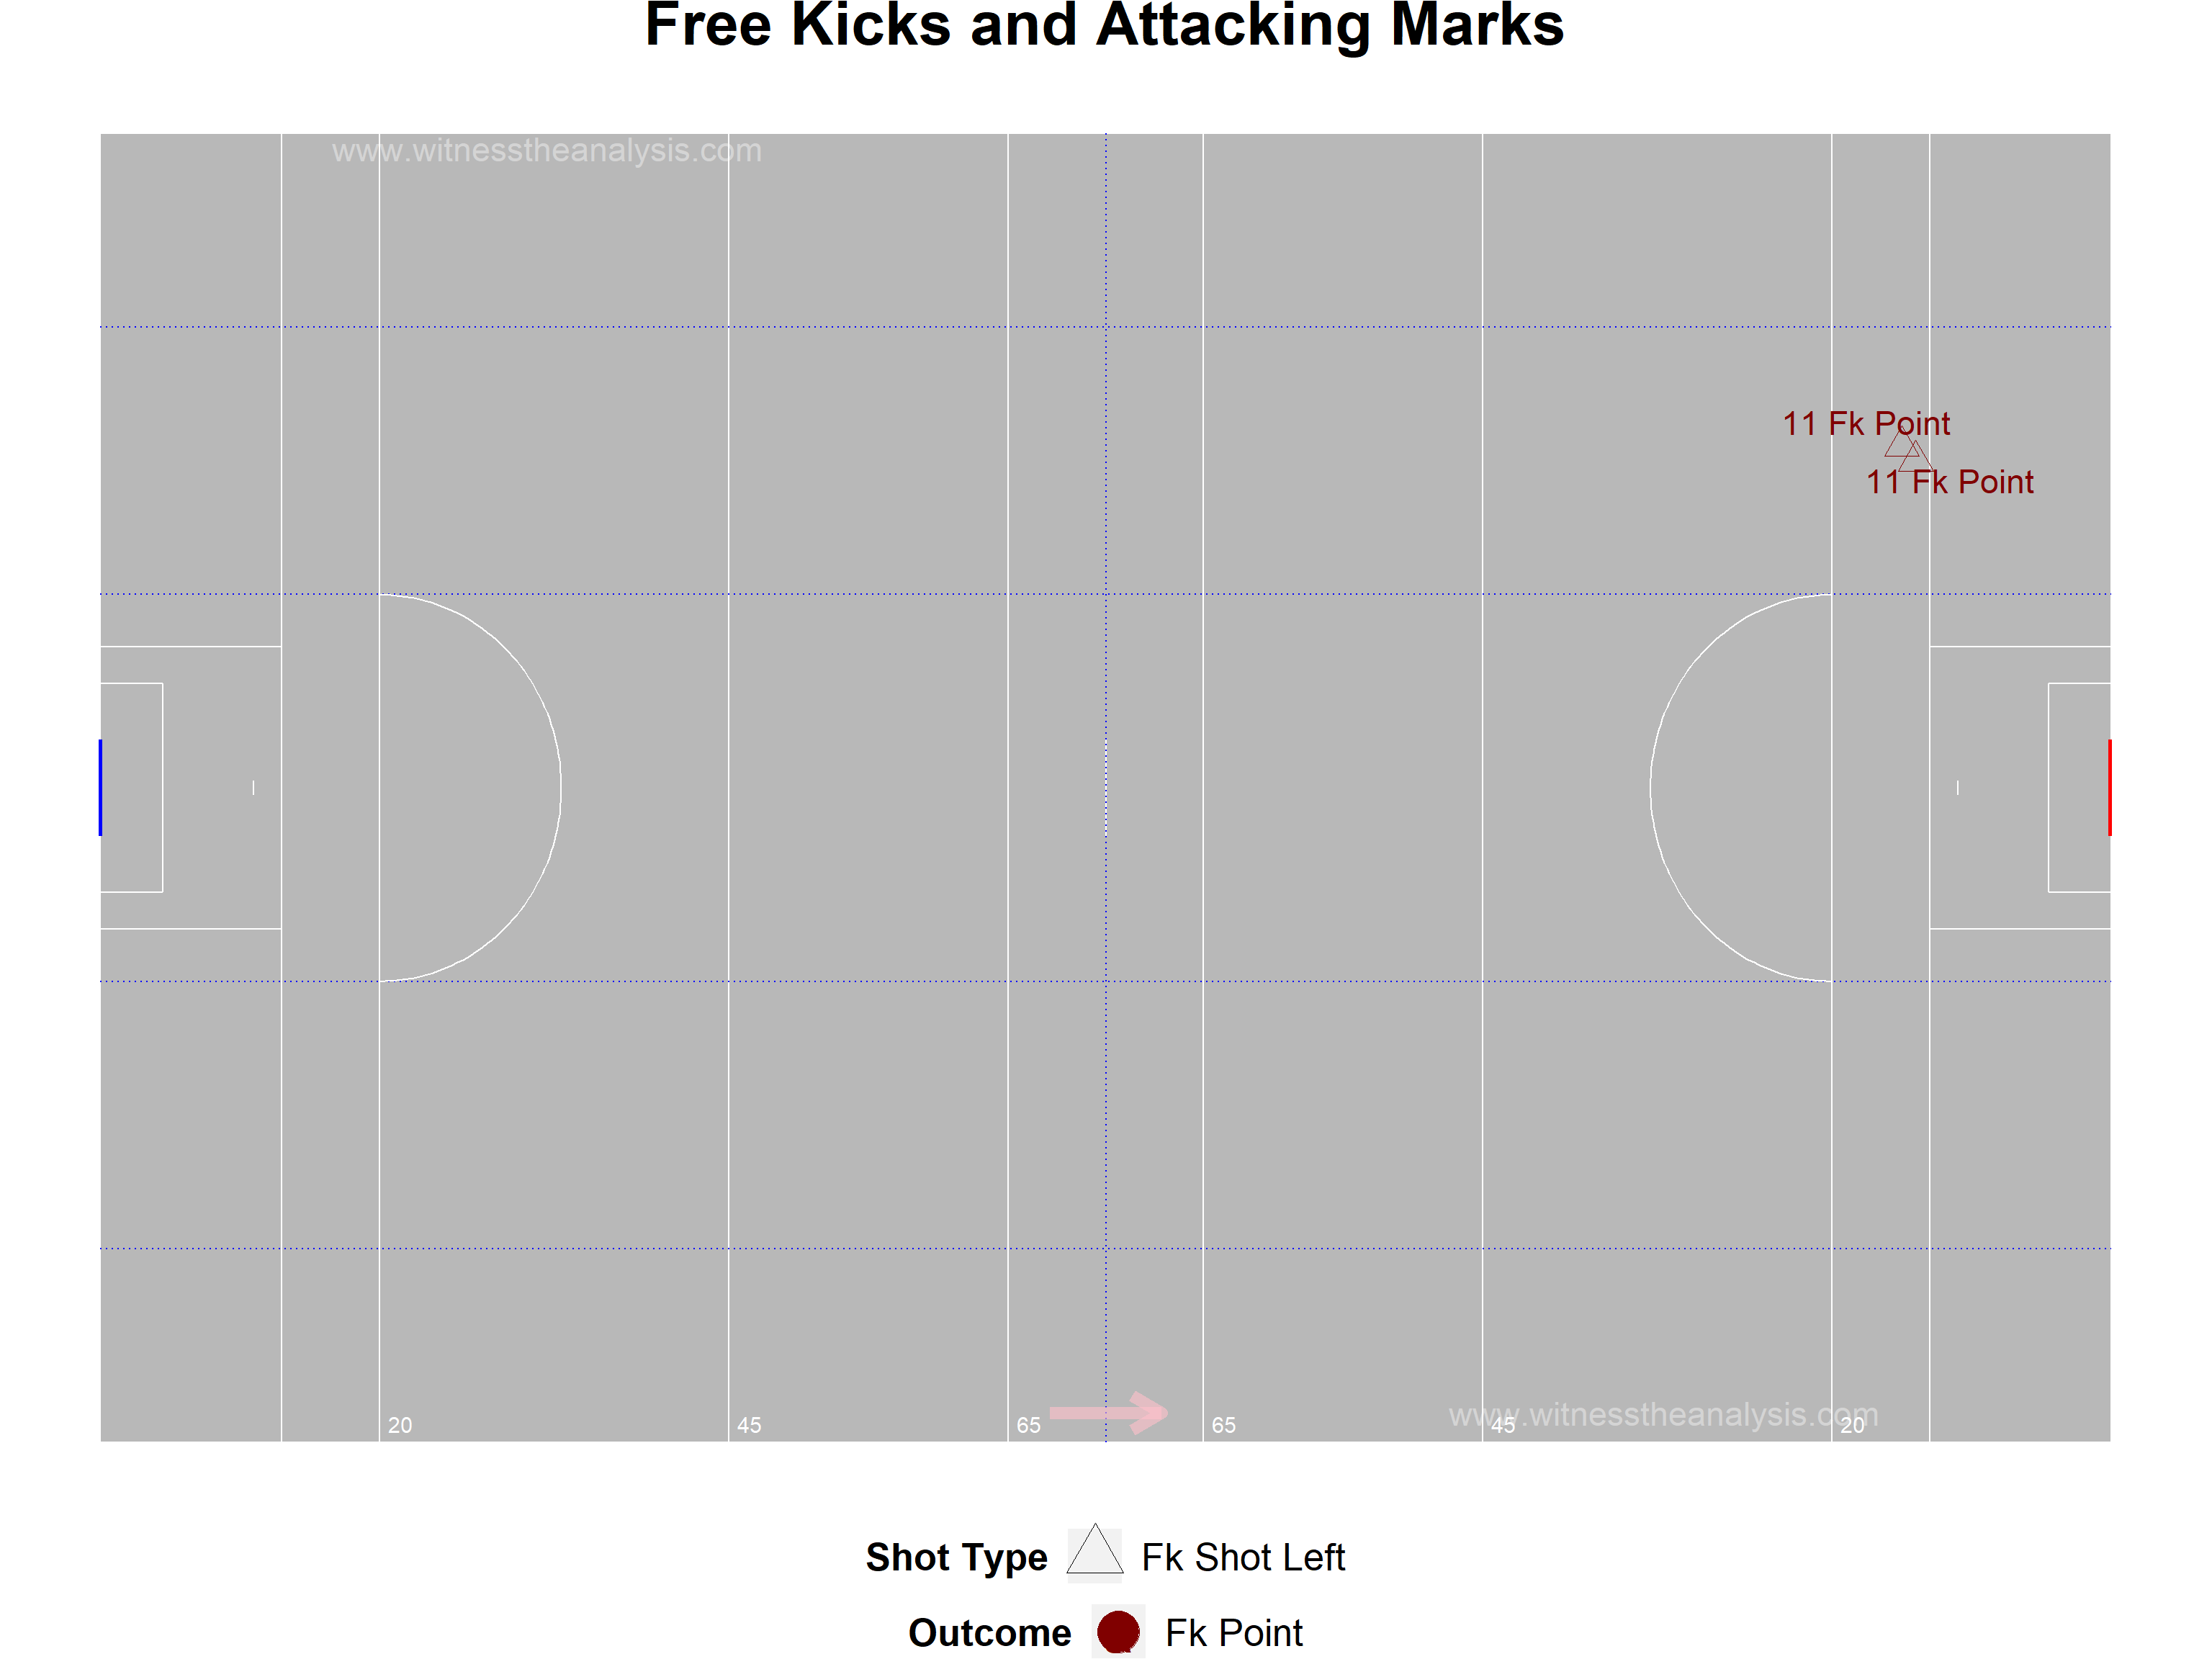 Free Kicks and Attacking Marks
www.witnesstheanalysis.com
11 Fk Point
11 Fk Point
www.witnesstheanalysis.com
20 45 65 65 45 20
Shot Type Fk Shot Left
Outcome Fk Point